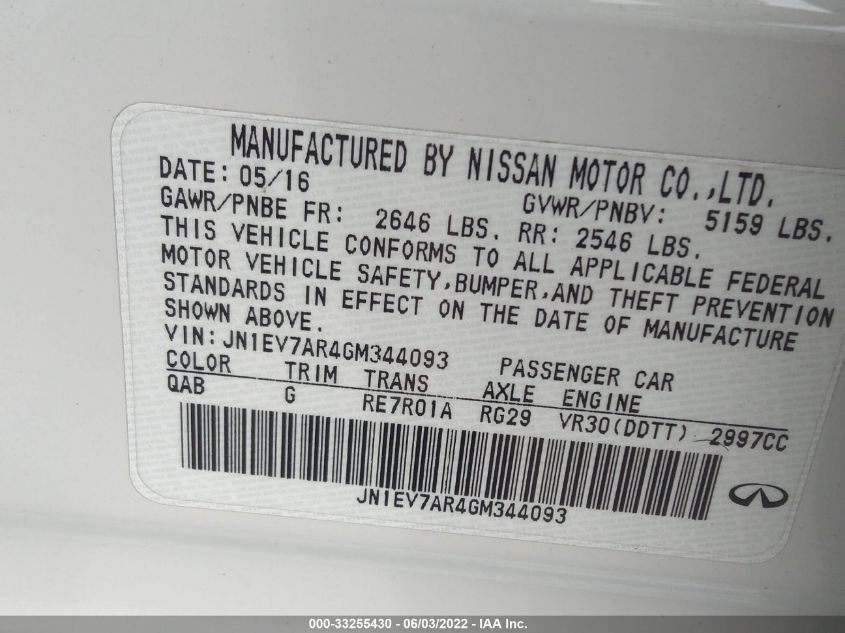 MANUFACTURED BY NISSAN MOTOR CO.,LTD.
DATE: 05/16 GVWR/PNBV: 5159 LBS.
GAWR/PNBE FR: 2646 LBS. RR: 2546 LBS.
THIS VEHICLE CONFORMS TO ALL APPLICABLE FEDERAL
MOTOR VEHICLE SAFETY,BUMPER,AND THEFT PREVENTION
STANDARDS IN EFFECT ON THE DATE OF MANUFACTURE
SHOWN ABOVE.
VIN: JN1EV7AR4GM344093 PASSENGER CAR
COLOR TRIM TRANS AXLE ENGINE
QAB G RE7R01A RG29 VR30(DDTT) 2997CC
JN1EV7AR4GM344093
000-33255430 - 06/03/2022 - IAA Inc.